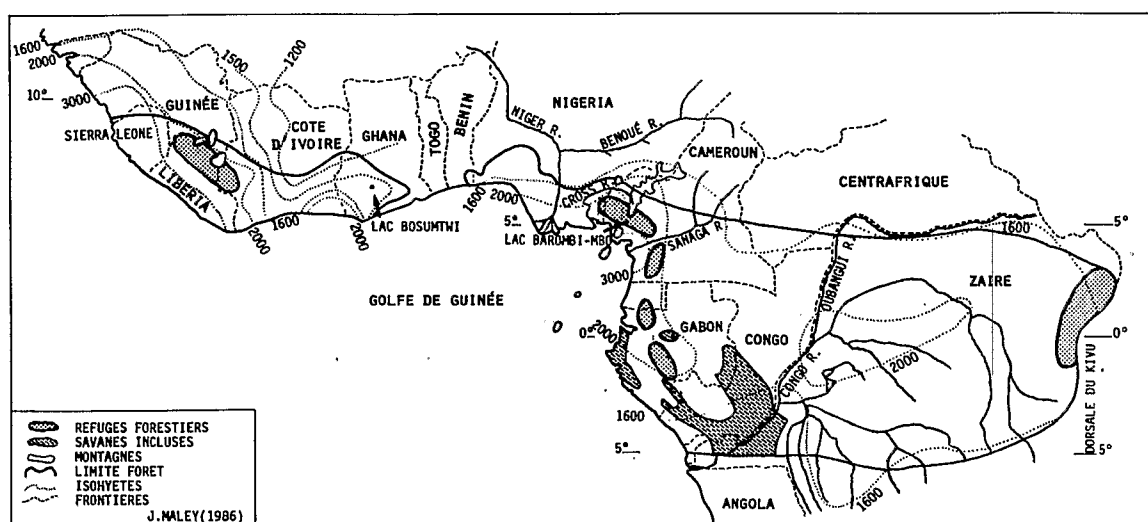 1600
2000
3000
10°
1500
1200
GUINÉE
SIERRA LEONE
LIBERIA
COTE
D'IVOIRE
GHANA
TOGO
BENIN
NIGER R.
NIGERIA
BENOUÉ R.
CAMEROUN
CENTRAFRIQUE
CROSS R.
1600
2000
5°
2000
1600
2000
LAC BOSUMTWI
LAC BAROMBI-MBO
SANAGA R.
OUBANGUI R.
1600
5°
ZAIRE
3000
GOLFE DE GUINÉE
0°
2000
GABON
CONGO
CONGO R.
2000
0°
DORSALE DU KIVU
1600
5°
5°
ANGOLA
1600
REFUGES FORESTIERS
SAVANES INCLUSES
MONTAGNES
LIMITE FORET
ISOHYETES
FRONTIERES
J.MALEY(1986)